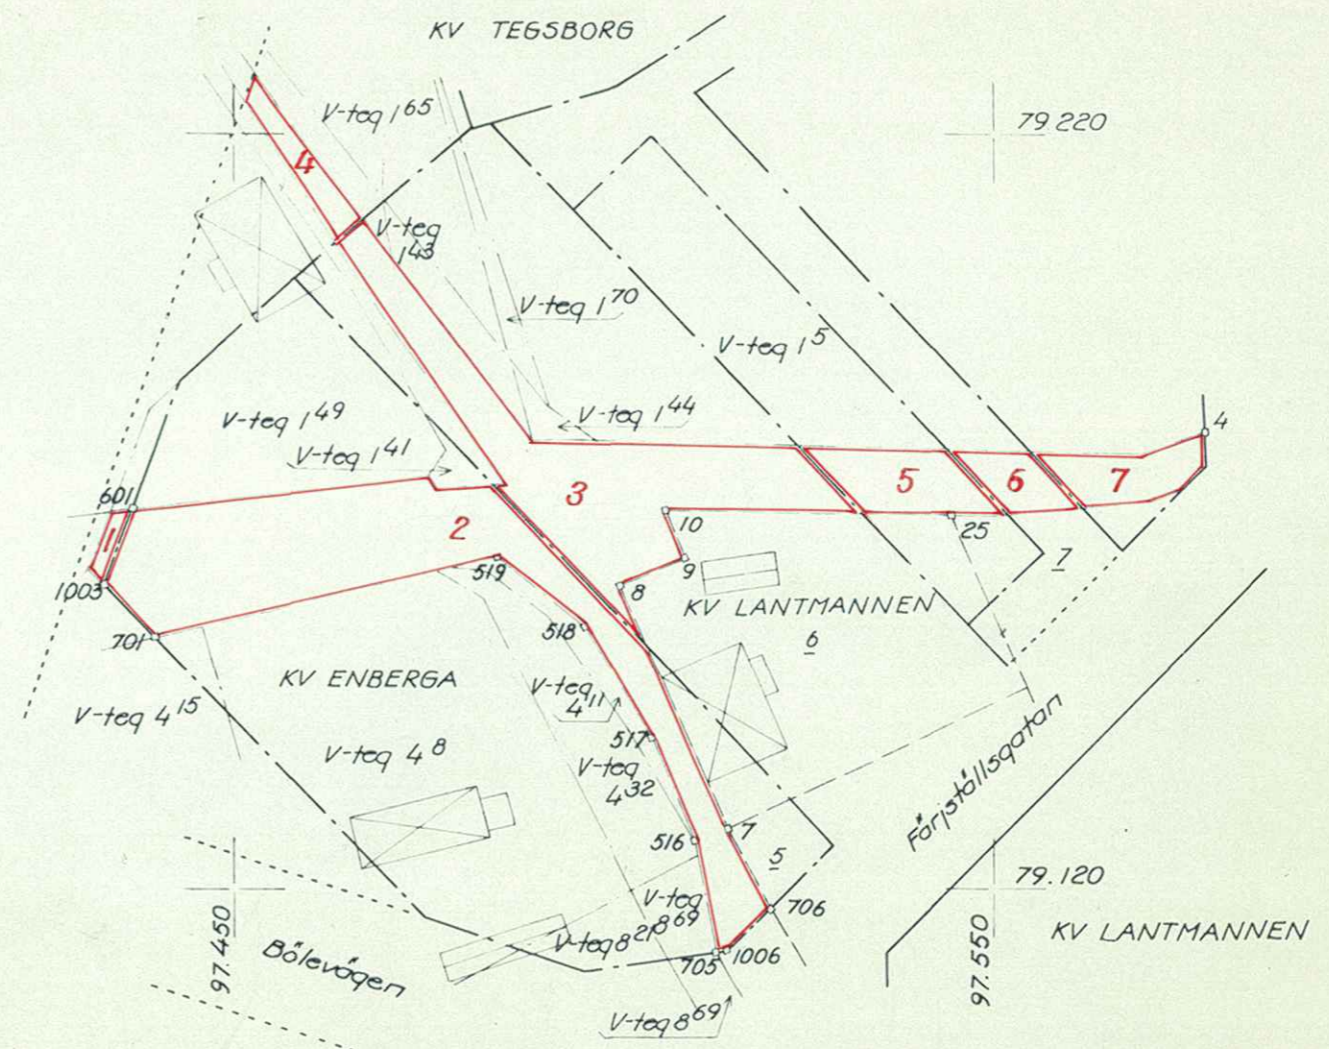 KV TEGSBORG
V-teg 1 65
79 220
4
V-teg
1 43
V-teg 1 70
V-teg 1 5
V-teg 1 49
V-teg 1 44
V-teg 1 41
4
601
3
5
6
7
1
2
10
25
519
9
7
1003
8
KV LANTMANNEN
6
701
518
KV ENBERGA
V-teg
4 11
V-teg 4 15
517
V-teg 4 8
V-teg
4 32
Färjställsgatan
7
516
5
79.120
V-teg
8 69
706
97.450
97.550
KV LANTMANNEN
V-teg 8 21
Bölevägen
705
1006
V-teg 8 69